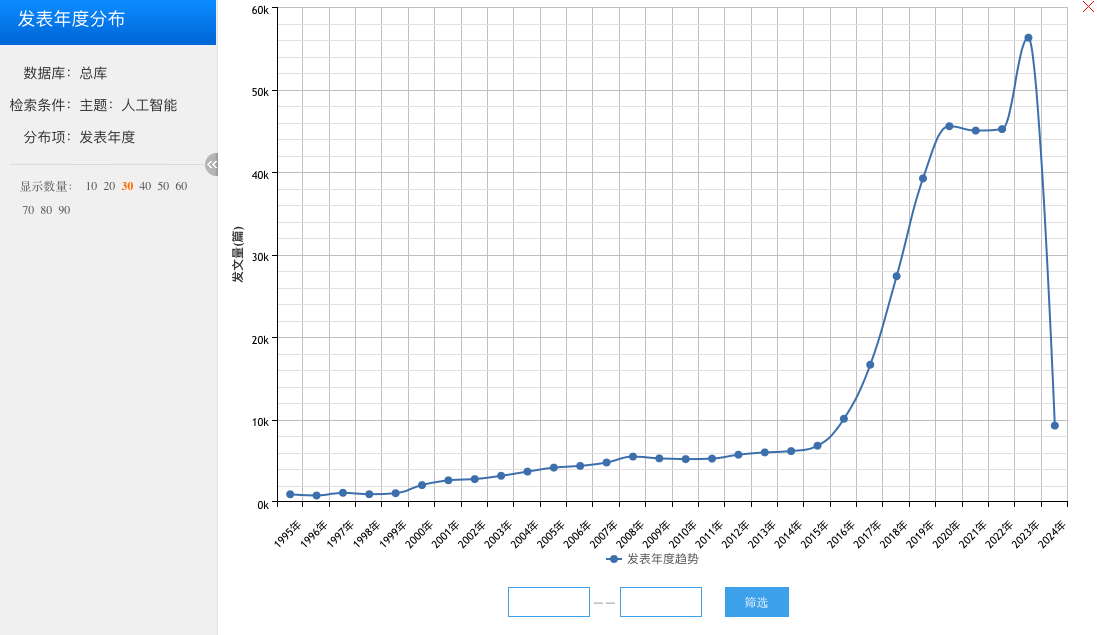 发表年度分布
数据库：总库
检索条件：主题：人工智能
分布项：发表年度
显示数量： 10 20 30 40 50 60
70 80 90
发文量(篇)
60k
50k
40k
30k
20k
10k
0k
1995年 1996年 1997年 1998年 1999年 2000年 2001年 2002年 2003年 2004年 2005年 2006年 2007年 2008年 2009年 2010年 2011年 2012年 2013年 2014年 2015年 2016年 2017年 2018年 2019年 2020年 2021年 2022年 2023年 2024年
发表年度趋势
—— 筛选